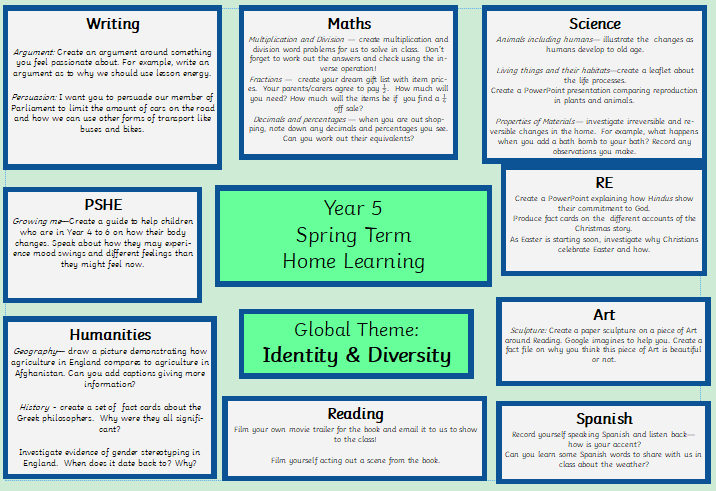 Writing
Argument: Create an argument around something
you feel passionate about. For example, write an
argument as to why we should use lesson energy.
Persuasion: I want you to persuade our member of
Parliament to limit the amount of cars on the road
and how we can use other forms of transport like
buses and bikes.
Maths
Multiplication and Division — create multiplication and
division word problems for us to solve in class. Don't
forget to work out the answers and check using the in-
verse operation!
Fractions — create your dream gift list with item pric-
es. Your parents/carers agree to pay ½. How much will
you need? How much will the items be if you find a
off sale?
Decimals and percentages — when you are out shop-
ping, note down any decimals and percentages you see.
Can you work out their equivalents?
Science
Animals including humans— illustrate the changes as
humans develop to old age.
Living things and their habitats—create a leaflet about
the life processes.
Create a PowerPoint presentation comparing reproduction
in plants and animals.
Properties of Materials— investigate irreversible and re-
versible changes in the home. For example, what happens
when you add a bath bomb to your bath? Record any
observations you make.
PSHE
Growing me—Create a guide to help children
who are in Year 4 to 6 on how their body
changes. Speak about how they may experi-
ence mood swings and different feelings than
they might feel now.
Year 5
Spring Term
Home Learning
RE
Create a PowerPoint explaining how Hindus show
their commitment to God.
Produce fact cards on the different accounts of the
Christmas story.
As Easter is starting soon, investigate why Christians
celebrate Easter and how.
Global Theme:
Identity & Diversity
Art
Sculpture: Create a paper sculpture on a piece of Art
around Reading. Google imagines to help you. Create a
fact file on why you think this piece of Art is beautiful
or not.
Humanities
Geography— draw a picture demonstrating how
agriculture in England compares to agriculture in
Afghanistan. Can you add captions giving more
information?
History - create a set of fact cards about the
Greek philosophers. Why were they all signifi-
cant?
Investigate evidence of gender stereotyping in
England. When does it date back to? Why?
Reading
Film your own movie trailer for the book and email it to us to show
to the class!
Film yourself acting out a scene from the book.
Spanish
Record yourself speaking Spanish and listen back—
how is your accent?
Can you learn some Spanish words to share with us in
class about the weather?